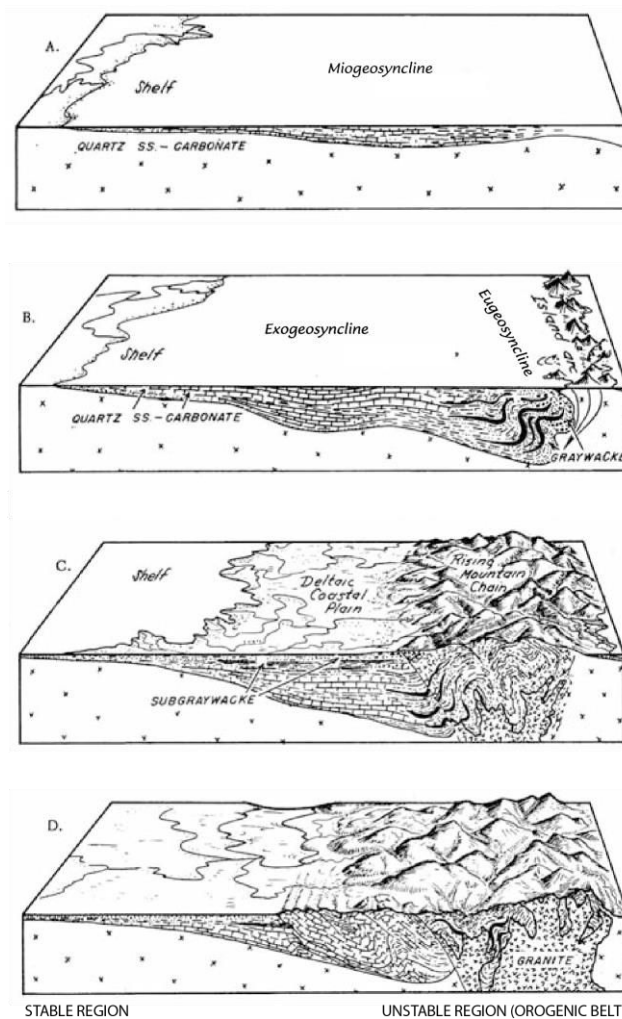 A.
Miogeosyncline
Shelf
QUARTZ SS.-CARBONATE
B.
Exogeosyncline
Eugeosyncline
Island arc
Shelf
QUARTZ SS.-CARBONATE
GRAYWACKE
C.
Shelf
Deltaic
Coastal
Plain
Rising
Mountain
Chain
SUBGRAYWACKE
D.
GRANITE
STABLE REGION
UNSTABLE REGION (OROGENIC BELT